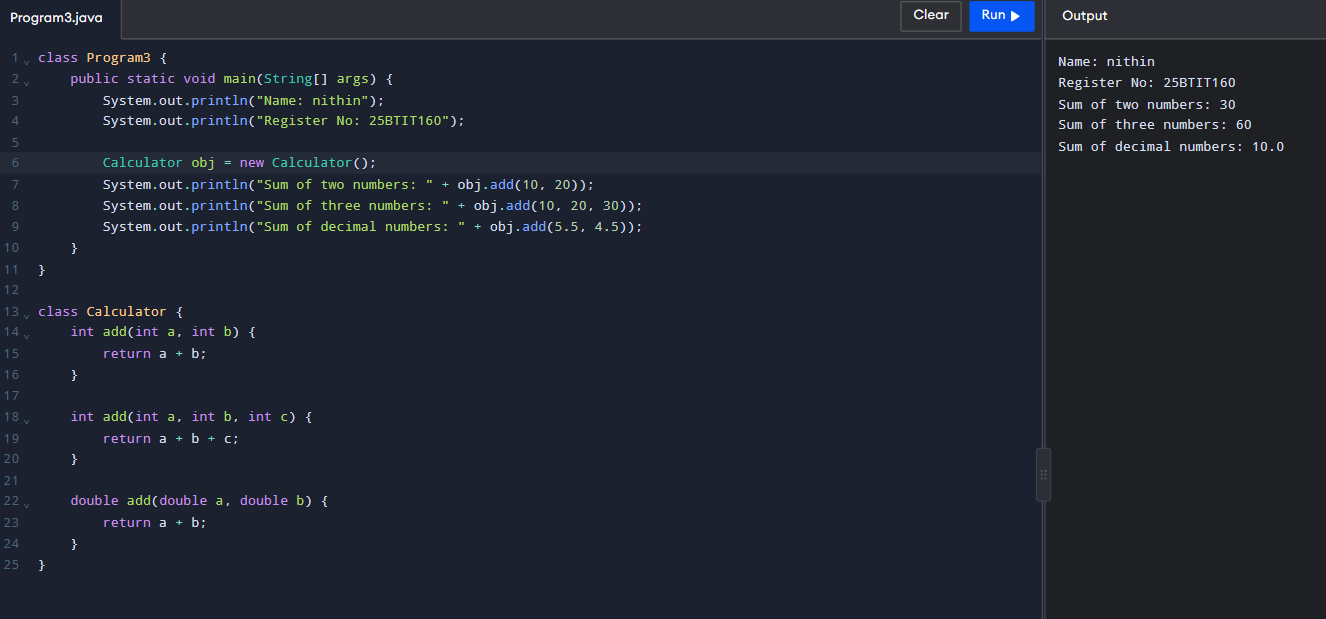 Program3.java
Clear
Run
Output
1 class Program3 {
2     public static void main(String[] args) {
3         System.out.println("Name: nithin");
4         System.out.println("Register No: 25BTIT160");
5
6         Calculator obj = new Calculator();
7         System.out.println("Sum of two numbers: " + obj.add(10, 20));
8         System.out.println("Sum of three numbers: " + obj.add(10, 20, 30));
9         System.out.println("Sum of decimal numbers: " + obj.add(5.5, 4.5));
10     }
11 }
12
13 class Calculator {
14     int add(int a, int b) {
15         return a + b;
16     }
17
18     int add(int a, int b, int c) {
19         return a + b + c;
20     }
21
22     double add(double a, double b) {
23         return a + b;
24     }
25 }
Name: nithin
Register No: 25BTIT160
Sum of two numbers: 30
Sum of three numbers: 60
Sum of decimal numbers: 10.0